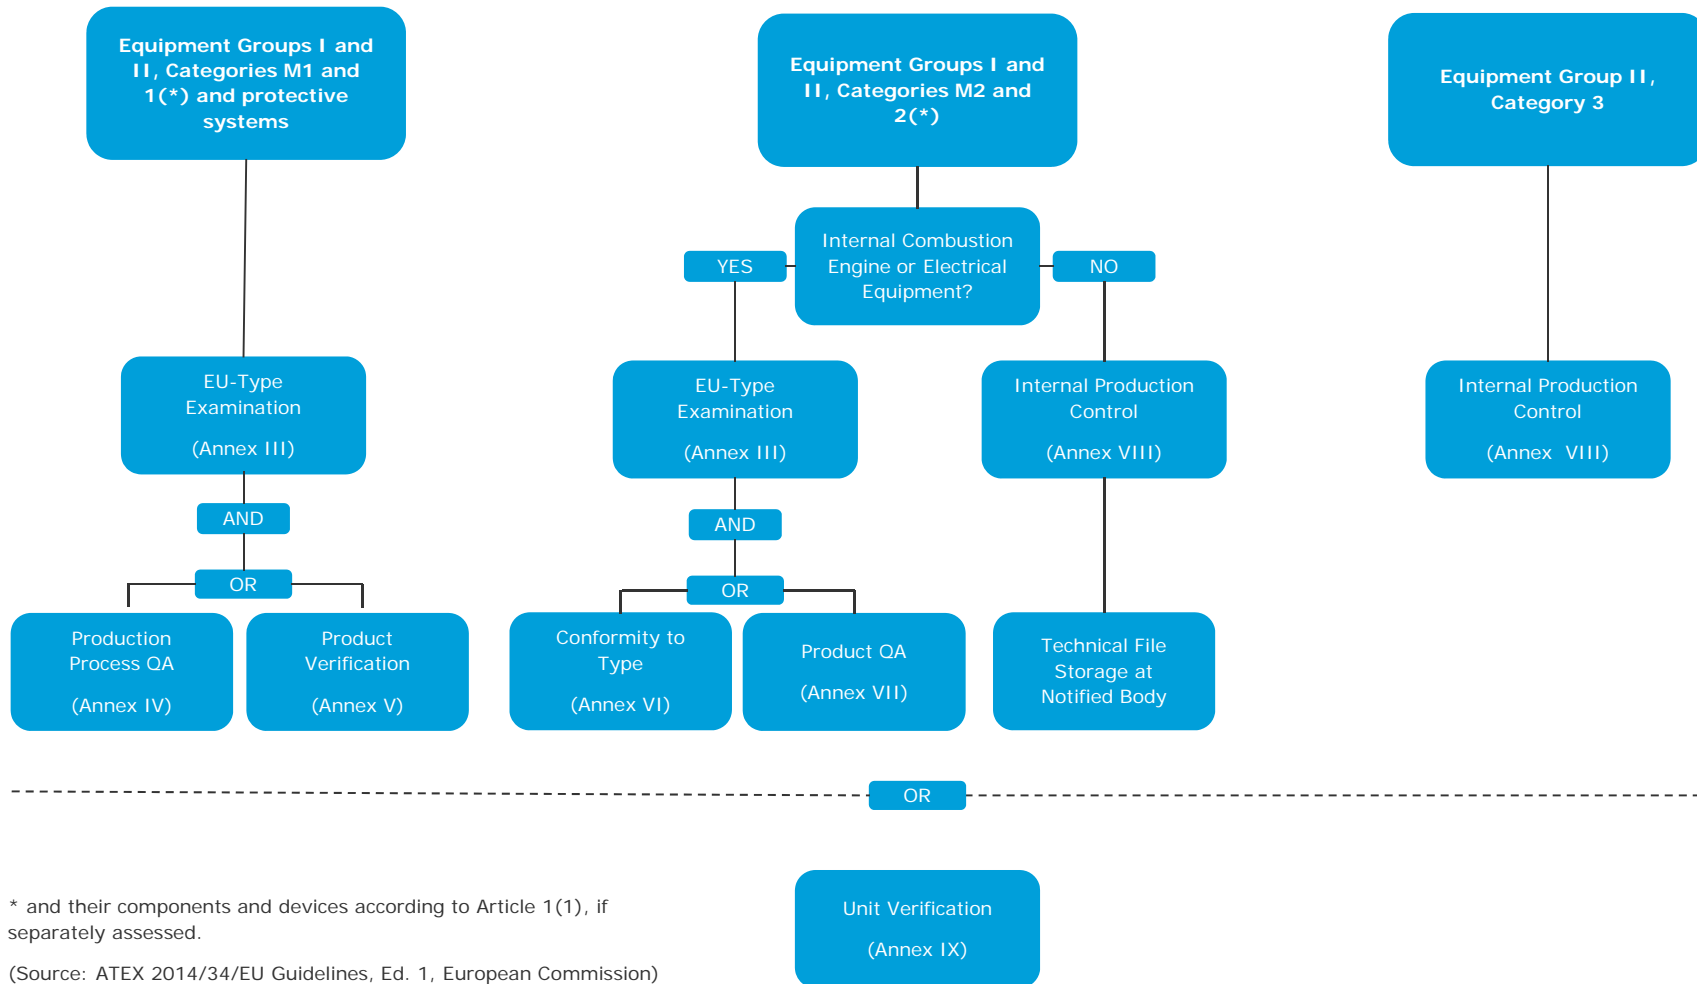 Equipment Groups I and
II, Categories M1 and
1(*) and protective
systems
Equipment Groups I and
II, Categories M2 and
2(*)
Equipment Group II,
Category 3
Internal Combustion
Engine or Electrical
Equipment?
YES
NO
EU-Type
Examination
(Annex III)
EU-Type
Examination
(Annex III)
Internal Production
Control
(Annex VIII)
Internal Production
Control
(Annex VIII)
AND
AND
OR
OR
Production
Process QA
(Annex IV)
Product
Verification
(Annex V)
Conformity to
Type
(Annex VI)
Product QA
(Annex VII)
Technical File
Storage at
Notified Body
OR
Unit Verification
(Annex IX)
* and their components and devices according to Article 1(1), if
separately assessed.
(Source: ATEX 2014/34/EU Guidelines, Ed. 1, European Commission)